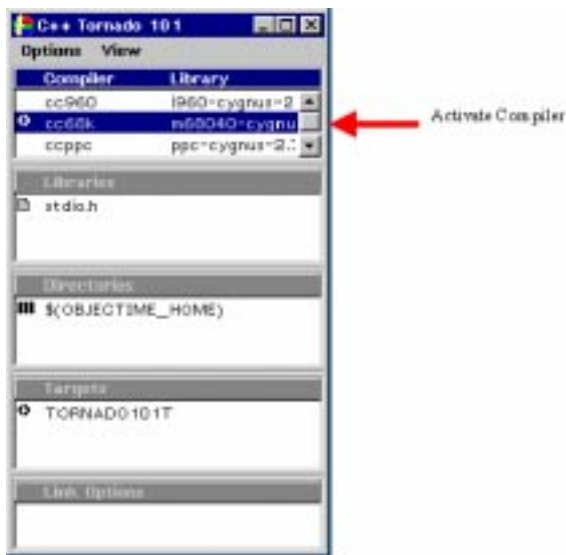 C++ Tornado 101
Options View
Compiler Library
cc960 i960-cygnus-2
cc68k m68040-cygnu
ccppc ppc-cygnus-2.
Activate Compiler
Libraries
stdio.h
Directories
$(OBJECTIME_HOME)
Targets
TORNADO101T
Link Options